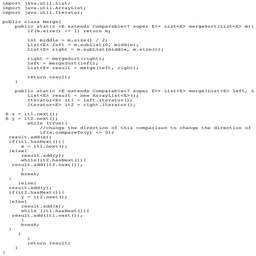 import java.util.List;
import java.util.ArrayList;
import java.util.Iterator;
public class Merge{
public static <E extends Comparable<? super E>> List<E> mergeSort(List<E> m){
if(m.size() <= 1) return m;
int middle = m.size() / 2;
List<E> left = m.subList(0, middle);
List<E> right = m.subList(middle, m.size());
right = mergeSort(right);
left = mergeSort(left);
List<E> result = merge(left, right);
return result;
}
public static <E extends Comparable<? super E>> List<E> merge(List<E> left, L
List<E> result = new ArrayList<E>();
Iterator<E> it1 = left.iterator();
Iterator<E> it2 = right.iterator();
E x = it1.next();
E y = it2.next();
while (true){
//change the direction of this comparison to change the direction of
if(x.compareTo(y) <= 0){
result.add(x);
if(it1.hasNext()){
x = it1.next();
}else{
result.add(y);
while(it2.hasNext()){
result.add(it2.next());
}
break;
}
}else{
result.add(y);
if(it2.hasNext()){
y = it2.next();
}else{
result.add(x);
while (it1.hasNext()){
result.add(it1.next());
}
break;
}
}
}
return result;
}
}